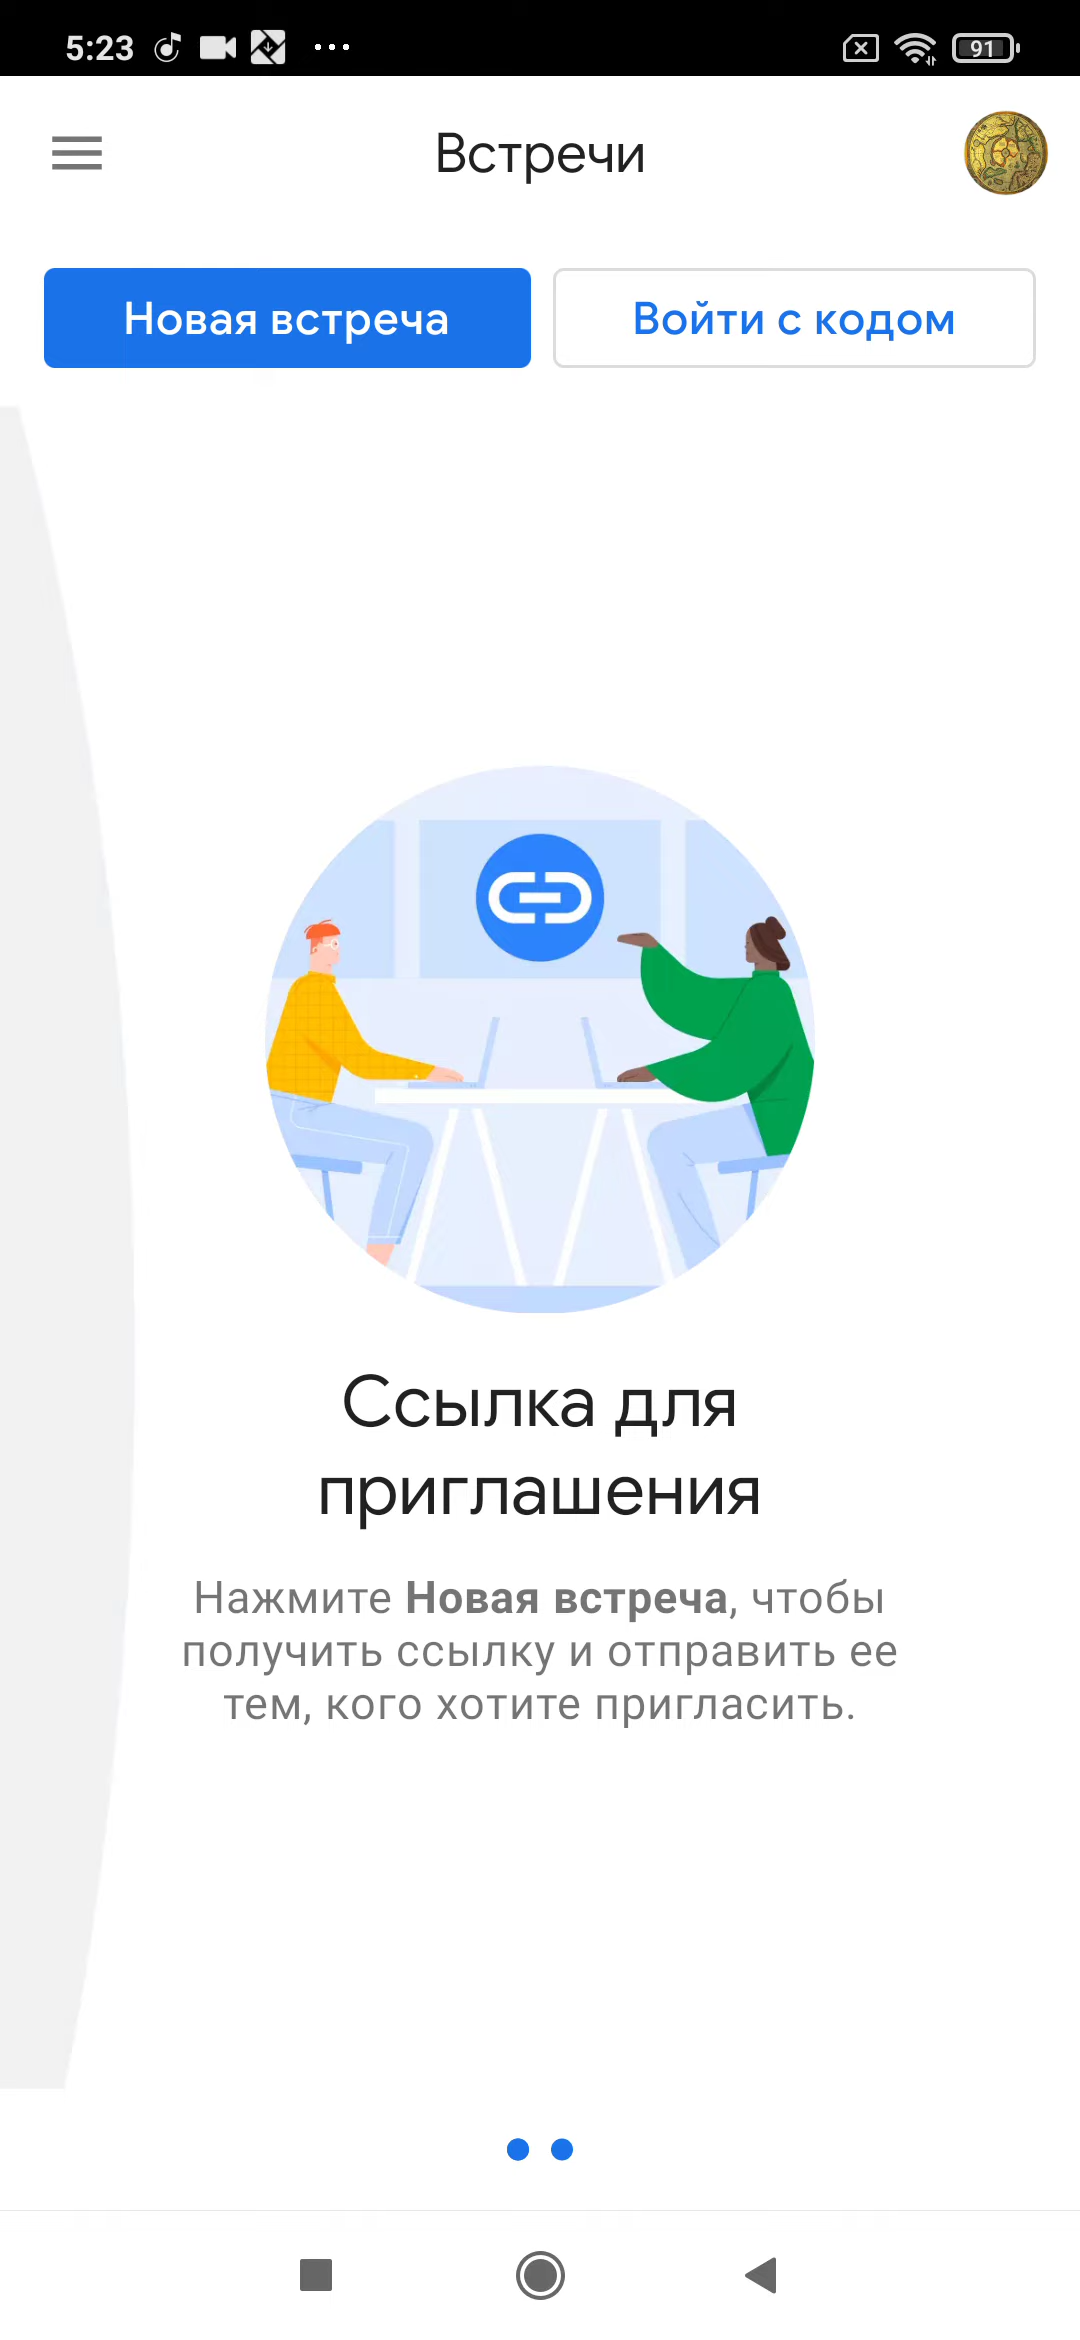 5:23
91
Встречи
Новая встреча
Войти с кодом
Ссылка для
приглашения
Нажмите Новая встреча, чтобы
получить ссылку и отправить ее
тем, кого хотите пригласить.